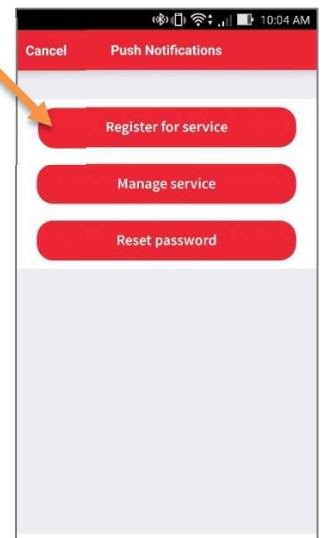 10:04 AM
Cancel Push Notifications
Register for service
Manage service
Reset password